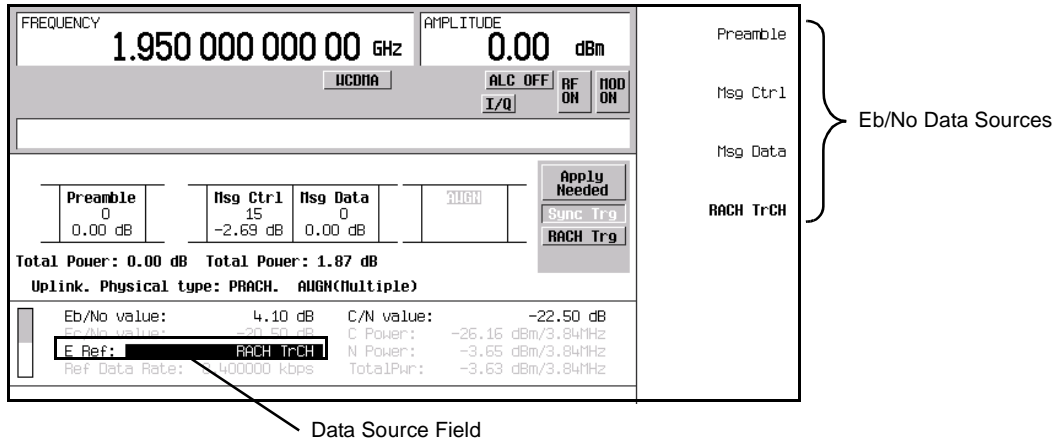 FREQUENCY
1.950 000 000 00 GHz
AMPLITUDE
0.00 dBm
WCDMA
ALC OFF
I/Q
RF ON
MOD ON
Preamble
Msg Ctrl
Msg Data
RACH TrCH
Eb/No Data Sources
Preamble
0
0.00 dB
Msg Ctrl
15
-2.69 dB
Msg Data
0
0.00 dB
AWGN
Apply Needed
Sync Trg
RACH Trg
Total Power: 0.00 dB Total Power: 1.87 dB
Uplink. Physical type: PRACH. AWGN(Multiple)
Eb/No value: 4.10 dB C/N value: -22.50 dB
Ec/No value: -20.50 dB C Power: -26.16 dBm/3.84MHz
E Ref: RACH TrCH N Power: -3.65 dBm/3.84MHz
Ref Data Rate: 0.400000 kbps TotalPwr: -3.63 dBm/3.84MHz
Data Source Field